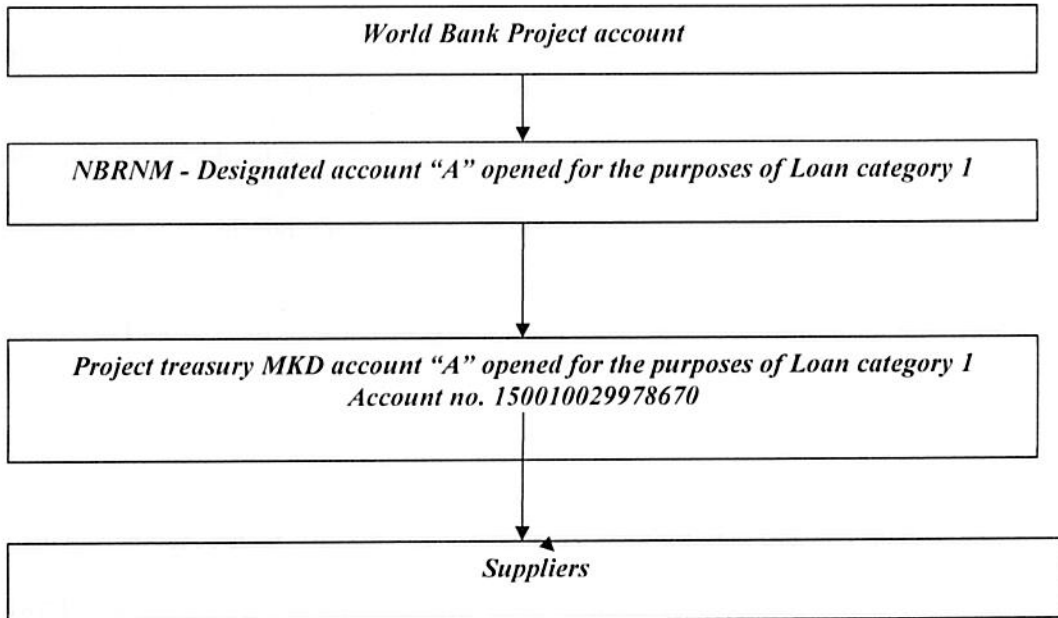 World Bank Project account
NBRNM - Designated account “A” opened for the purposes of Loan category 1
Project treasury MKD account “A” opened for the purposes of Loan category 1
Account no. 150010029978670
Suppliers